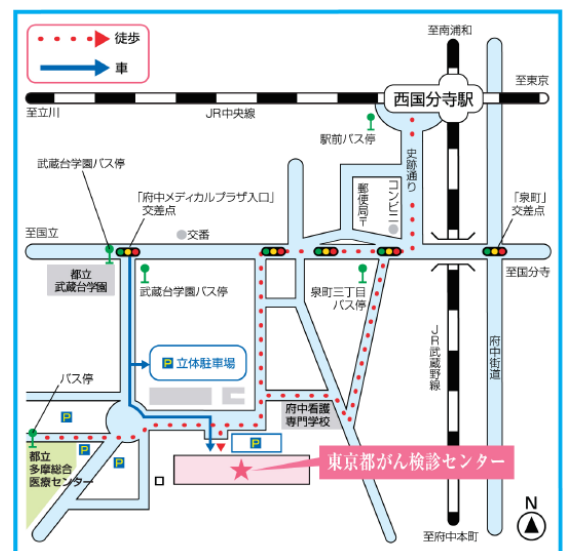 徒歩
車
至南浦和
至東京
西国分寺駅
至立川
JR中央線
駅前バス停
史跡通り
武蔵台学園バス停
「府中メディカルプラザ入口」
交差点
郵便局〒
コンビニ
「泉町」
交差点
至国立
交番
都立
武蔵台学園
武蔵台学園バス停
泉町三丁目
バス停
至国分寺
P 立体駐車場
JR武蔵野線
府中街道
バス停
P
府中看護
専門学校
P
P
P
都立
多摩総合
医療センター
東京都がん検診センター
N
至府中本町